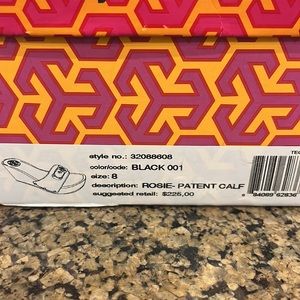 style no.: 32088608
color/code: BLACK 001
size: 8
description: ROSIE- PATENT CALF
suggested retail: $225.00